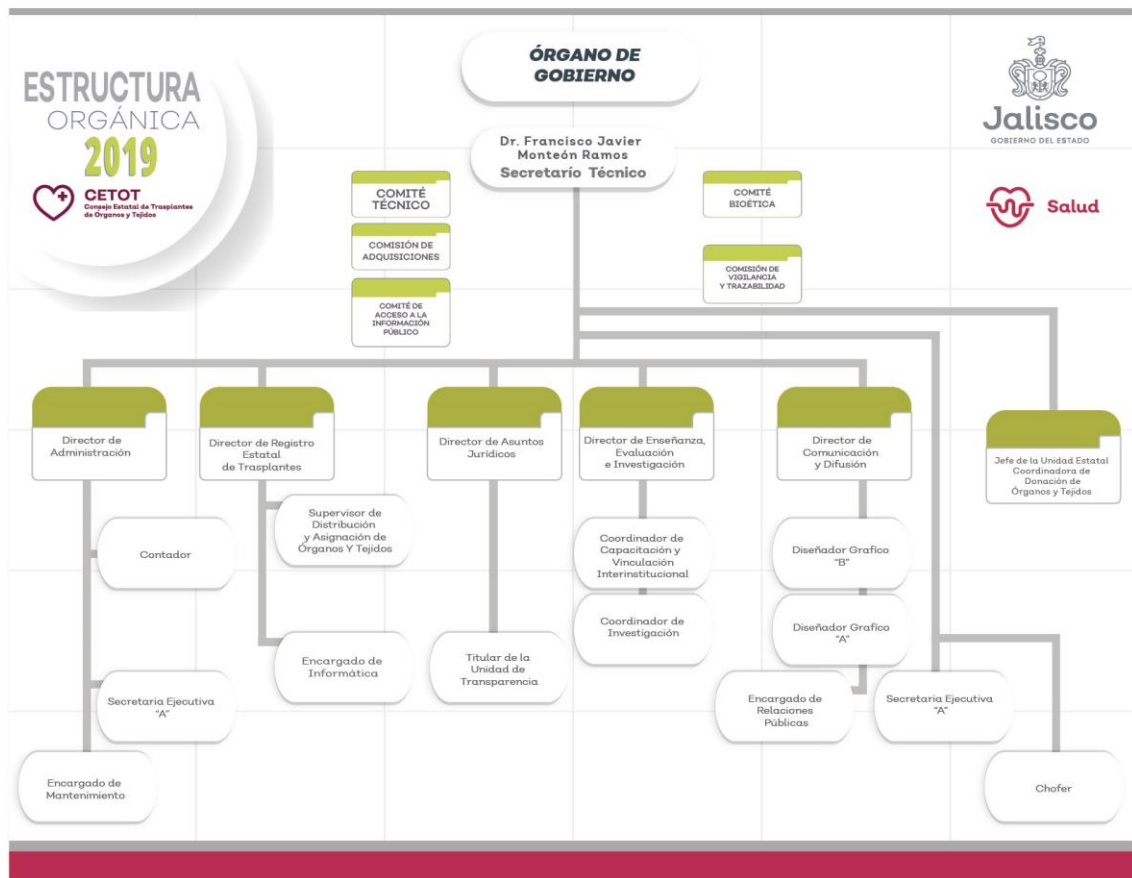 ESTRUCTURA
ORGÁNICA
2019
CETOT
Consejo Estatal de Trasplantes
de Organos y Tejidos
ÓRGANO DE
GOBIERNO
Jalisco
GOBIERNO DEL ESTADO
Salud
Dr. Francisco Javier
Monteón Ramos
Secretario Técnico
COMITÉ
TÉCNICO
COMITÉ
BIOÉTICA
COMISIÓN DE
ADQUISICIONES
COMISIÓN DE
VIGILANCIA
Y TRAZABILIDAD
COMITÉ DE
ACCESO A LA
INFORMACIÓN
PÚBLICO
Director de
Administración
Director de Registro
Estatal
de Trasplantes
Director de Asuntos
Jurídicos
Director de Enseñanza,
Evaluación
e Investigación
Director de
Comunicación
y Difusión
Jefe de la Unidad Estatal
Coordinadora de
Donación de
Órganos y Tejidos
Supervisor de
Distribución
y Asignación de
Órganos Y Tejidos
Contador
Coordinador de
Capacitación y
Vinculación
Interinstitucional
Diseñador Grafico
"B"
Coordinador de
Investigación
Diseñador Grafico
"A"
Encargado de
Informática
Titular de la
Unidad de
Transparencia
Secretaria Ejecutiva
"A"
Encargado de
Relaciones
Públicas
Secretaria Ejecutiva
"A"
Encargado de
Mantenimiento
Chofer